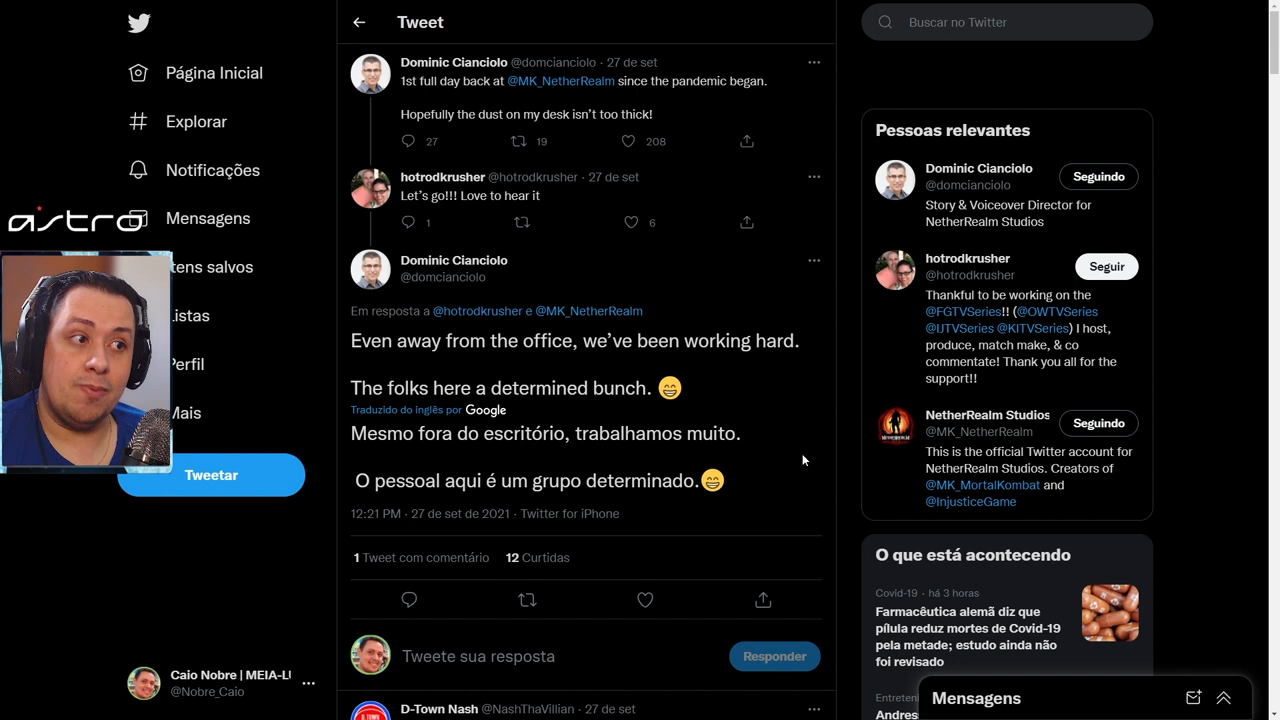 Tweet
Buscar no Twitter
Página Inicial
Explorar
Notificações
Mensagens
Itens salvos
Listas
Perfil
Mais
Tweetar
astro
Caio Nobre | MEIA-L
@Nobre_Caio
Dominic Cianciolo @domcianciolo · 27 de set
1st full day back at @MK_NetherRealm since the pandemic began.
Hopefully the dust on my desk isn’t too thick!
27 19 208
hotrodkrusher @hotrodkrusher · 27 de set
Let’s go!!! Love to hear it
1 6
Dominic Cianciolo
@domcianciolo
Em resposta a @hotrodkrusher e @MK_NetherRealm
Even away from the office, we’ve been working hard.
The folks here a determined bunch. 😁
Traduzido do inglês por Google
Mesmo fora do escritório, trabalhamos muito.
O pessoal aqui é um grupo determinado.😁
12:21 PM · 27 de set de 2021 · Twitter for iPhone
1 Tweet com comentário 12 Curtidas
Tweete sua resposta
Responder
D-Town Nash @NashThaVillian · 27 de set
Pessoas relevantes
Dominic Cianciolo
@domcianciolo
Seguindo
Story & Voiceover Director for
NetherRealm Studios
hotrodkrusher
@hotrodkrusher
Seguir
Thankful to be working on the
@FGTVSeries!! (@OWTVSeries
@IJTVSeries @KITVSeries) I host,
produce, match make, & co
commentate! Thank you all for the
support!!
NetherRealm Studios
@MK_NetherRealm
Seguindo
This is the official Twitter account for
NetherRealm Studios. Creators of
@MK_MortalKombat and
@InjusticeGame
O que está acontecendo
Covid-19 · há 3 horas
Farmacêutica alemã diz que
pílula reduz mortes de Covid-19
pela metade; estudo ainda não
foi revisado
Entreteni
Andres
Mensagens